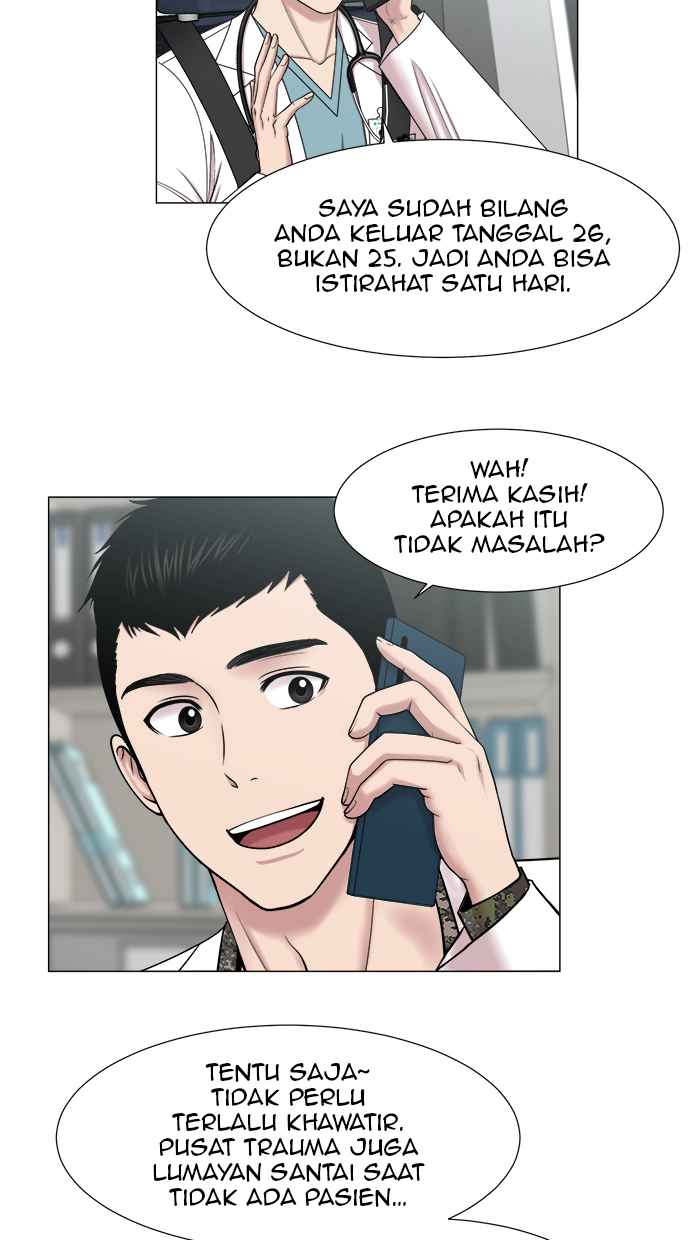 SAYA SUDAH BILANG
ANDA KELUAR TANGGAL 26,
BUKAN 25. JADI ANDA BISA
ISTIRAHAT SATU HARI.
WAH!
TERIMA KASIH!
APAKAH ITU
TIDAK MASALAH?
TENTU SAJA~
TIDAK PERLU
TERLALU KHAWATIR.
PUSAT TRAUMA JUGA
LUMAYAN SANTAI SAAT
TIDAK ADA PASIEN...